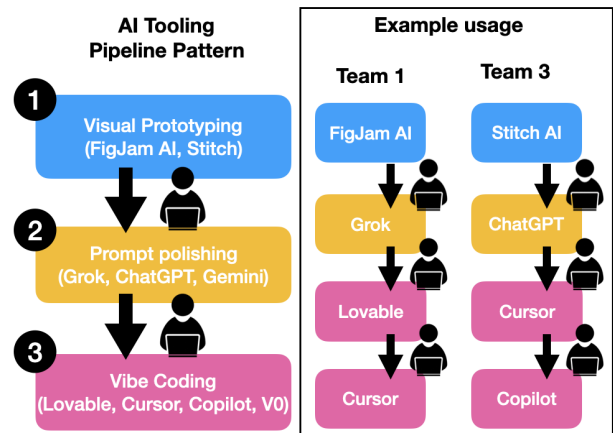 AI Tooling
Pipeline Pattern
1
Visual Prototyping
(FigJam AI, Stitch)
2
Prompt polishing
(Grok, ChatGPT, Gemini)
3
Vibe Coding
(Lovable, Cursor, Copilot, V0)
Example usage
Team 1
FigJam AI
Grok
Lovable
Cursor
Team 3
Stitch AI
ChatGPT
Cursor
Copilot